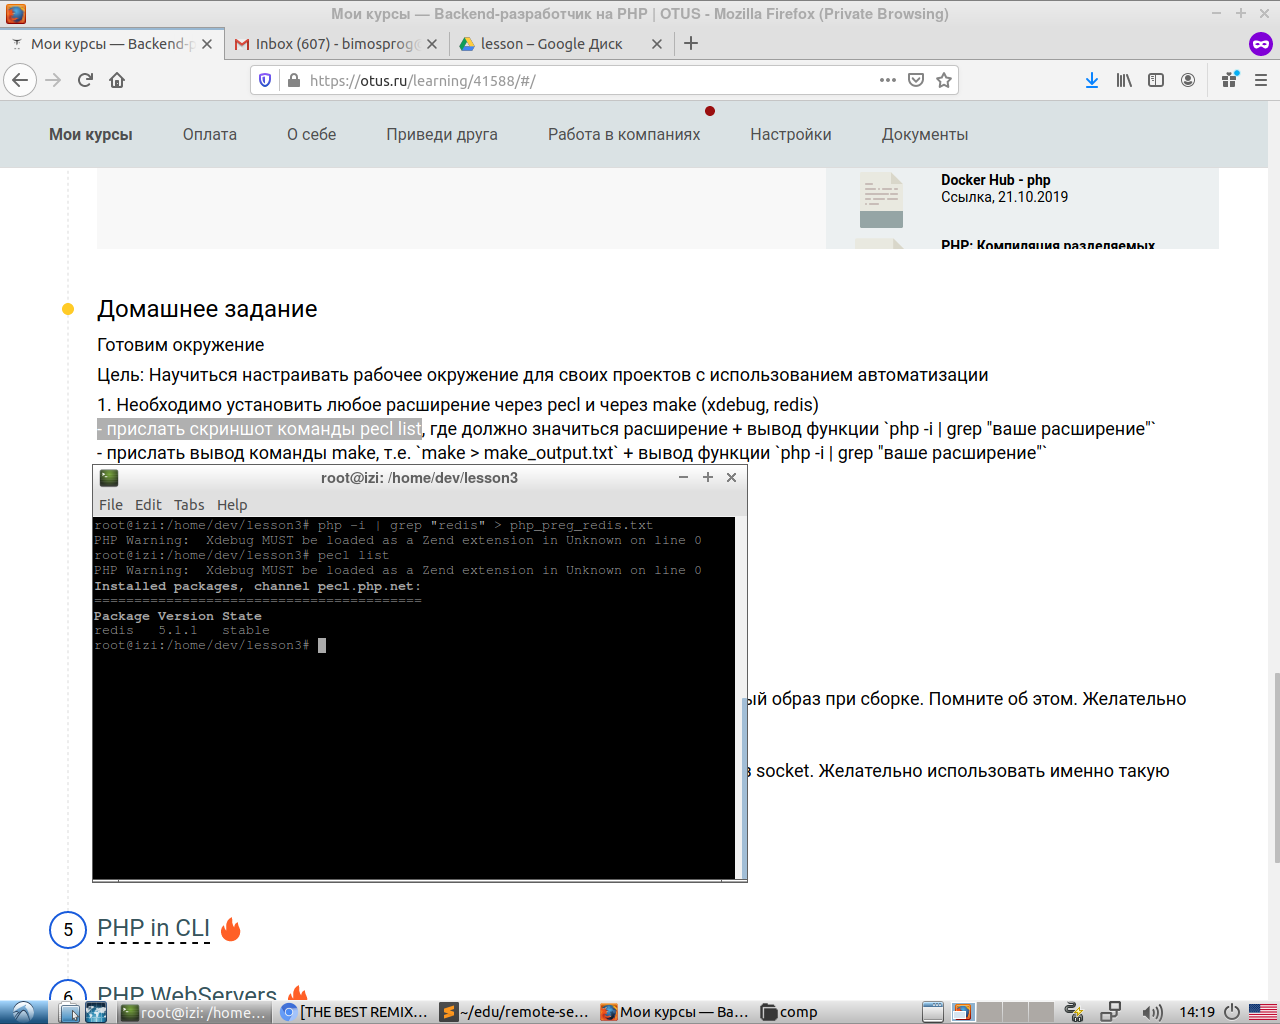 Мои курсы — Backend-разработчик на PHP | OTUS - Mozilla Firefox (Private Browsing)
Мои курсы — Backend-р
Inbox (607) - bimosprog@
lesson – Google Диск
https://otus.ru/learning/41588/#/
Мои курсы
Оплата
О себе
Приведи друга
Работа в компаниях
Настройки
Документы
Docker Hub - php
Ссылка, 21.10.2019
PHP: Компиляция разделяемых
Домашнее задание
Готовим окружение
Цель: Научиться настраивать рабочее окружение для своих проектов с использованием автоматизации
1. Необходимо установить любое расширение через pecl и через make (xdebug, redis)
- прислать скриншот команды pecl list, где должно значиться расширение + вывод функции `php -i | grep "ваше расширение"`
- прислать вывод команды make, т.е. `make > make_output.txt` + вывод функции `php -i | grep "ваше расширение"`
root@izi: /home/dev/lesson3
File Edit Tabs Help
root@izi:/home/dev/lesson3# php -i | grep "redis" > php_preg_redis.txt
PHP Warning:  Xdebug MUST be loaded as a Zend extension in Unknown on line 0
root@izi:/home/dev/lesson3# pecl list
PHP Warning:  Xdebug MUST be loaded as a Zend extension in Unknown on line 0
Installed packages, channel pecl.php.net:
=========================================
Package Version State
redis   5.1.1   stable
root@izi:/home/dev/lesson3#
ый образ при сборке. Помните об этом. Желательно
з socket. Желательно использовать именно такую
5 PHP in CLI
6 PHP WebServers
root@izi: /home...
[THE BEST REMIX...
~/edu/remote-se...
Мои курсы — Ba...
comp
14:19